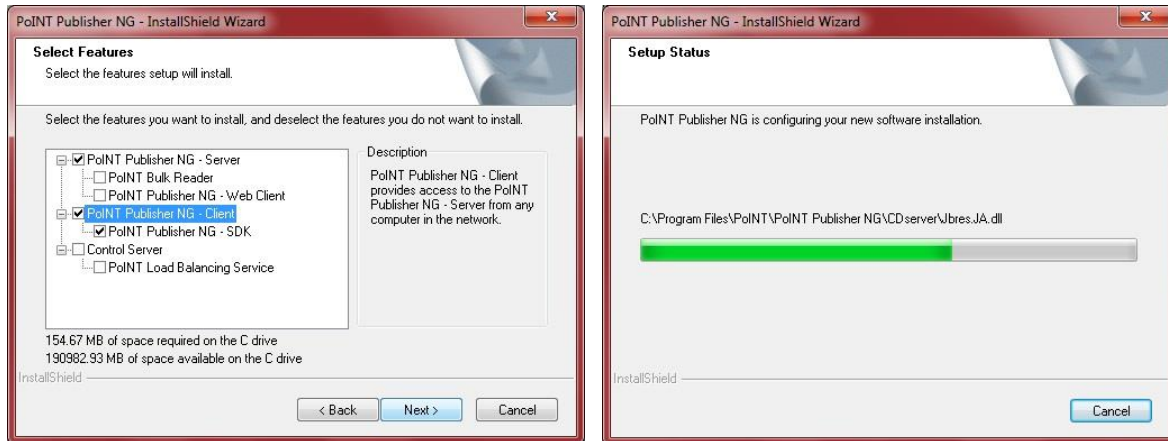 PoINT Publisher NG - InstallShield Wizard
Select Features
Select the features setup will install.
Select the features you want to install, and deselect the features you do not want to install.
PoINT Publisher NG - Server
PoINT Bulk Reader
PoINT Publisher NG - Web Client
PoINT Publisher NG - Client
PoINT Publisher NG - SDK
Control Server
PoINT Load Balancing Service
Description
PoINT Publisher NG - Client
provides access to the PoINT
Publisher NG - Server from any
computer in the network.
154.67 MB of space required on the C drive
190982.93 MB of space available on the C drive
InstallShield
< Back
Next >
Cancel
PoINT Publisher NG - InstallShield Wizard
Setup Status
PoINT Publisher NG is configuring your new software installation.
C:\Program Files\PoINT\PoINT Publisher NG\CDserver\Jbres.JA.dll
InstallShield
Cancel